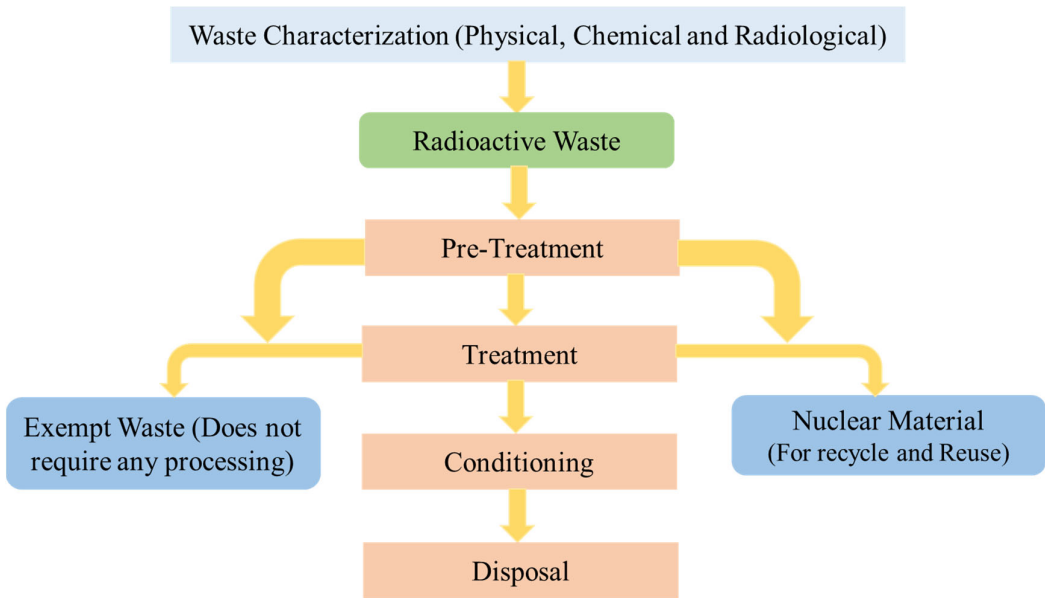 Waste Characterization (Physical, Chemical and Radiological)
Radioactive Waste
Pre-Treatment
Treatment
Exempt Waste (Does not
require any processing)
Nuclear Material
(For recycle and Reuse)
Conditioning
Disposal